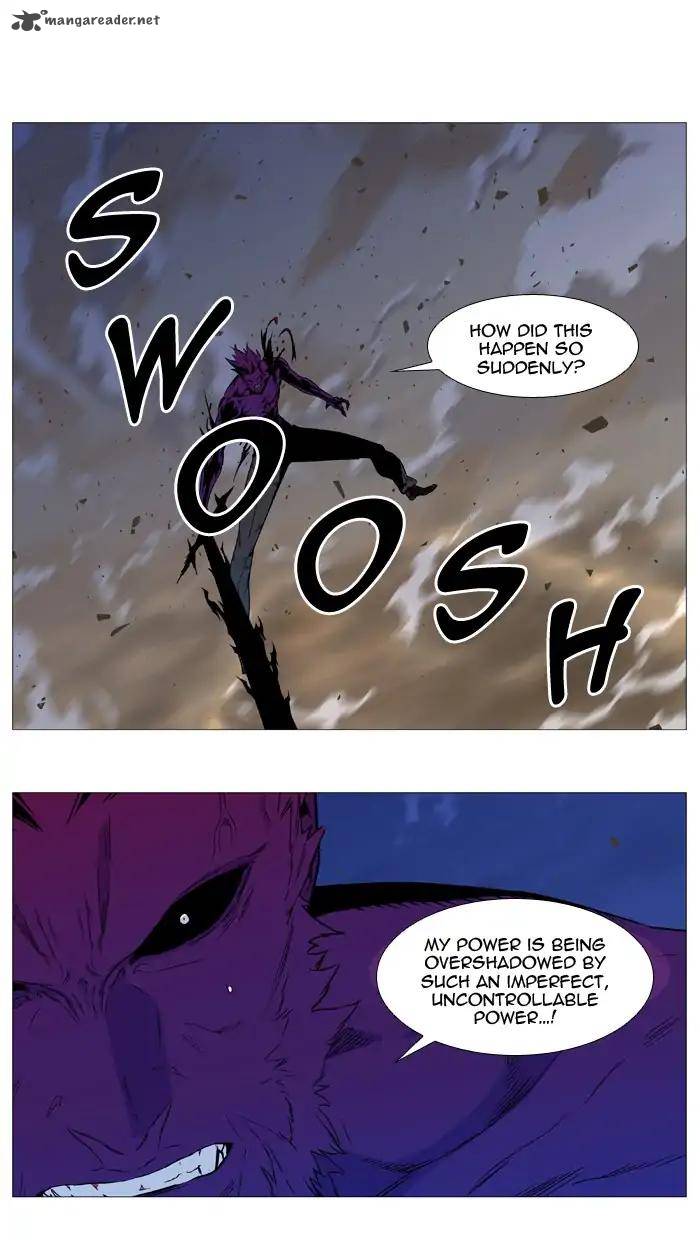 mangareader.net
SWOOSH
HOW DID THIS
HAPPEN SO
SUDDENLY?
MY POWER IS BEING
OVERSHADOWED BY
SUCH AN IMPERFECT,
UNCONTROLLABLE
POWER...!